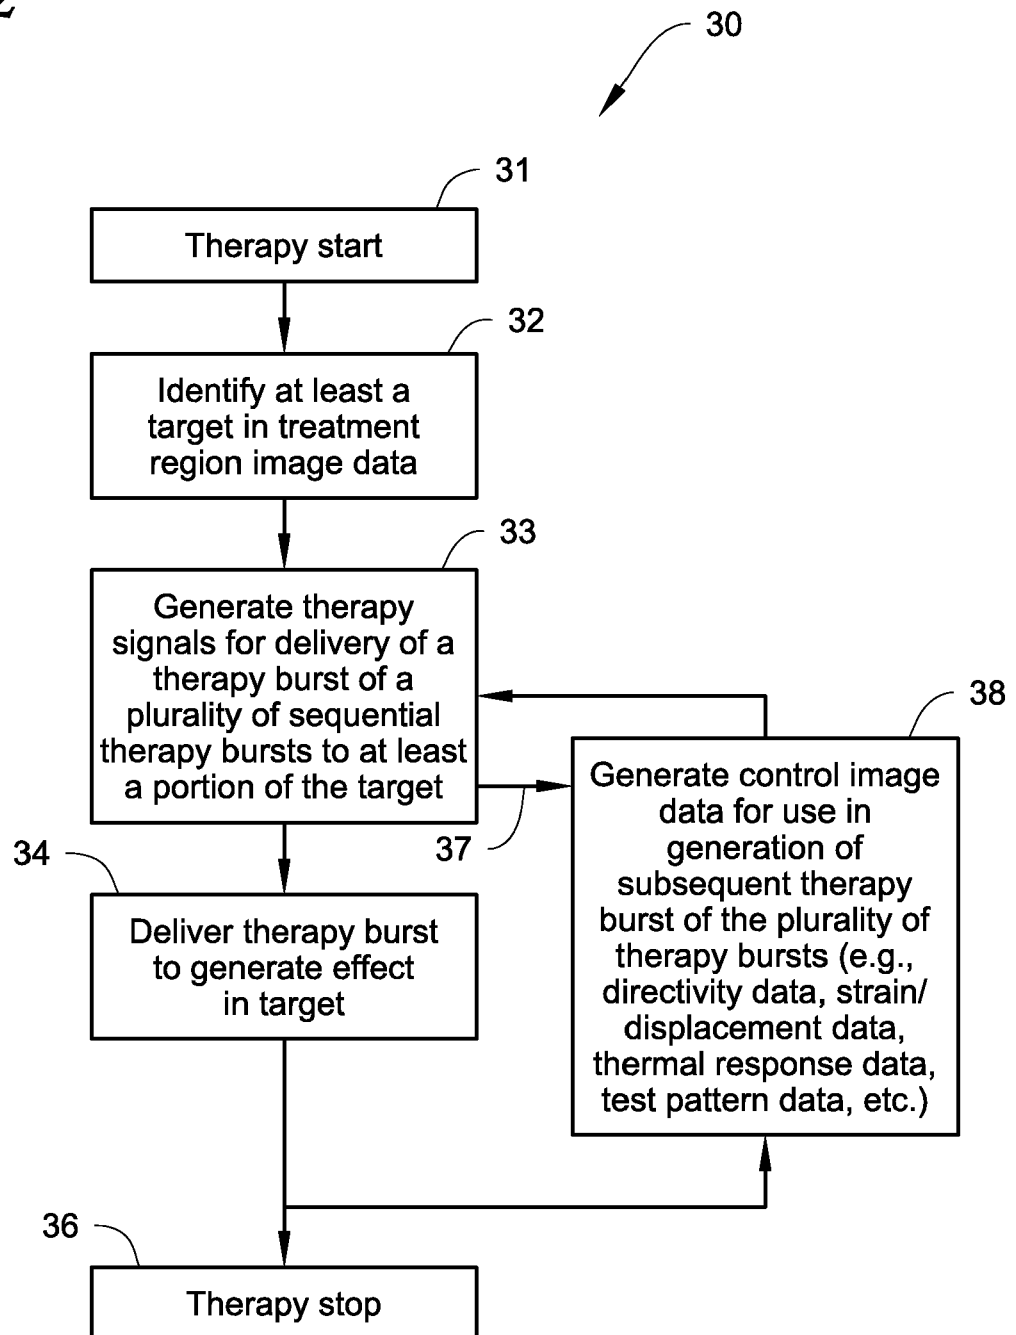 30
31
Therapy start
32
Identify at least a
target in treatment
region image data
33
Generate therapy
signals for delivery of a
therapy burst of a
plurality of sequential
therapy bursts to at least
a portion of the target
38
Generate control image
data for use in
generation of
subsequent therapy
burst of the plurality of
therapy bursts (e.g.,
directivity data, strain/
displacement data,
thermal response data,
test pattern data, etc.)
37
34
Deliver therapy burst
to generate effect
in target
36
Therapy stop